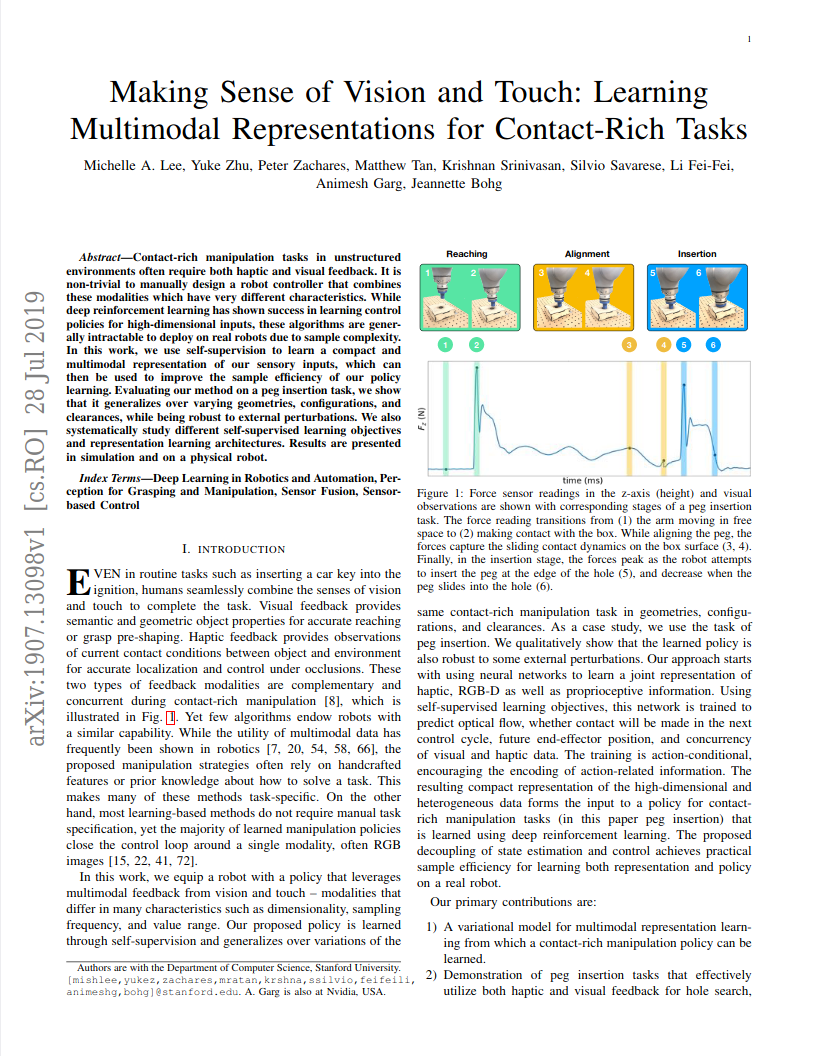 1
Making Sense of Vision and Touch: Learning
Multimodal Representations for Contact-Rich Tasks
Michelle A. Lee, Yuke Zhu, Peter Zachares, Matthew Tan, Krishnan Srinivasan, Silvio Savarese, Li Fei-Fei,
Animesh Garg, Jeannette Bohg
arXiv:1907.13098v1 [cs.RO] 28 Jul 2019
Abstract—Contact-rich manipulation tasks in unstructured
environments often require both haptic and visual feedback. It is
non-trivial to manually design a robot controller that combines
these modalities which have very different characteristics. While
deep reinforcement learning has shown success in learning control
policies for high-dimensional inputs, these algorithms are gener-
ally intractable to deploy on real robots due to sample complexity.
In this work, we use self-supervision to learn a compact and
multimodal representation of our sensory inputs, which can
then be used to improve the sample efficiency of our policy
learning. Evaluating our method on a peg insertion task, we show
that it generalizes over varying geometries, configurations, and
clearances, while being robust to external perturbations. We also
systematically study different self-supervised learning objectives
and representation learning architectures. Results are presented
in simulation and on a physical robot.
Index Terms—Deep Learning in Robotics and Automation, Per-
ception for Grasping and Manipulation, Sensor Fusion, Sensor-
based Control
I. INTRODUCTION
EVEN in routine tasks such as inserting a car key into the
ignition, humans seamlessly combine the senses of vision
and touch to complete the task. Visual feedback provides
semantic and geometric object properties for accurate reaching
or grasp pre-shaping. Haptic feedback provides observations
of current contact conditions between object and environment
for accurate localization and control under occlusions. These
two types of feedback modalities are complementary and
concurrent during contact-rich manipulation [8], which is
illustrated in Fig. 1. Yet few algorithms endow robots with
a similar capability. While the utility of multimodal data has
frequently been shown in robotics [7, 20, 54, 58, 66], the
proposed manipulation strategies often rely on handcrafted
features or prior knowledge about how to solve a task. This
makes many of these methods task-specific. On the other
hand, most learning-based methods do not require manual task
specification, yet the majority of learned manipulation policies
close the control loop around a single modality, often RGB
images [15, 22, 41, 72].
In this work, we equip a robot with a policy that leverages
multimodal feedback from vision and touch – modalities that
differ in many characteristics such as dimensionality, sampling
frequency, and value range. Our proposed policy is learned
through self-supervision and generalizes over variations of the
Authors are with the Department of Computer Science, Stanford University.
[mishlee,yukez,zachares,mratan,krshna,ssilvio,feifeili,
animeshg,bohg]@stanford.edu. A. Garg is also at Nvidia, USA.
Reaching Alignment Insertion
1 2 3 4 5 6
1 2 3 4 5 6
Fz (N)
time (ms)
Figure 1: Force sensor readings in the z-axis (height) and visual
observations are shown with corresponding stages of a peg insertion
task. The force reading transitions from (1) the arm moving in free
space to (2) making contact with the box. While aligning the peg, the
forces capture the sliding contact dynamics on the box surface (3, 4).
Finally, in the insertion stage, the forces peak as the robot attempts
to insert the peg at the edge of the hole (5), and decrease when the
peg slides into the hole (6).
same contact-rich manipulation task in geometries, configu-
rations, and clearances. As a case study, we use the task of
peg insertion. We qualitatively show that the learned policy is
also robust to some external perturbations. Our approach starts
with using neural networks to learn a joint representation of
haptic, RGB-D as well as proprioceptive information. Using
self-supervised learning objectives, this network is trained to
predict optical flow, whether contact will be made in the next
control cycle, future end-effector position, and concurrency
of visual and haptic data. The training is action-conditional,
encouraging the encoding of action-related information. The
resulting compact representation of the high-dimensional and
heterogeneous data forms the input to a policy for contact-
rich manipulation tasks (in this paper peg insertion) that
is learned using deep reinforcement learning. The proposed
decoupling of state estimation and control achieves practical
sample efficiency for learning both representation and policy
on a real robot.
Our primary contributions are:
1) A variational model for multimodal representation learn-
ing from which a contact-rich manipulation policy can be
learned.
2) Demonstration of peg insertion tasks that effectively
utilize both haptic and visual feedback for hole search,